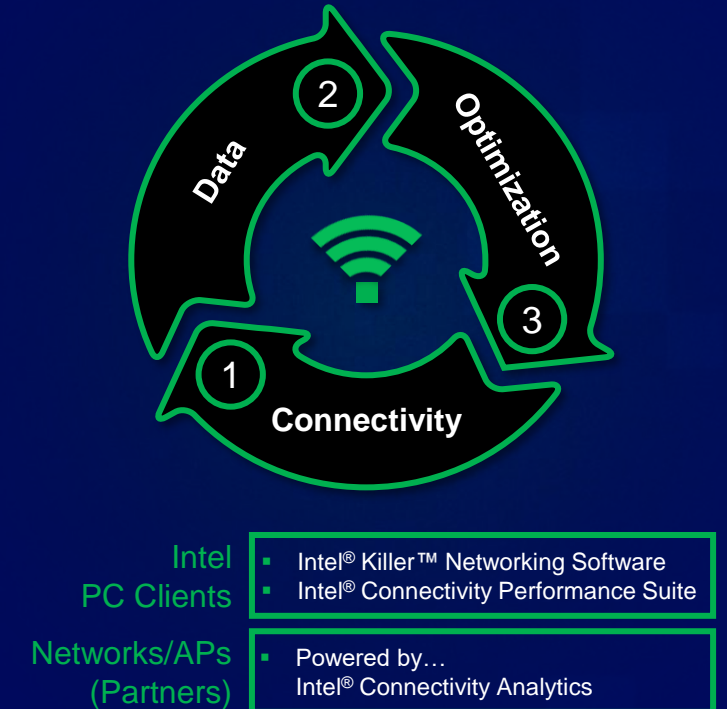 2
Data
Optimization
3
1
Connectivity
Intel
PC Clients
▪ Intel® Killer™ Networking Software
▪ Intel® Connectivity Performance Suite
Networks/APs
(Partners)
▪ Powered by…
Intel® Connectivity Analytics